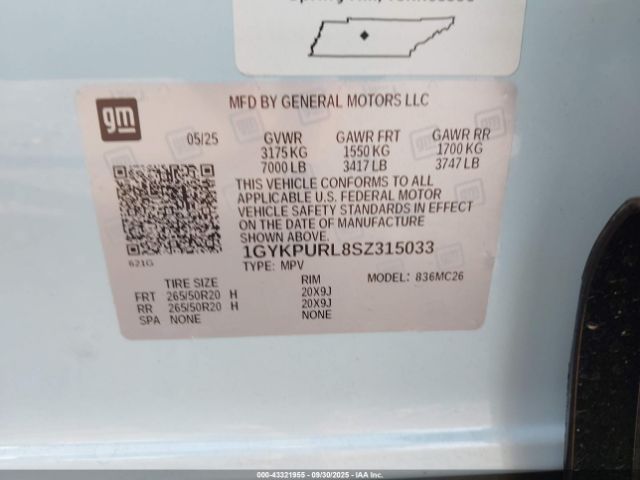 gm
MFD BY GENERAL MOTORS LLC
05/25 GVWR GAWR FRT GAWR RR
3175 KG 1550 KG 1700 KG
7000 LB 3417 LB 3747 LB
THIS VEHICLE CONFORMS TO ALL
APPLICABLE U.S. FEDERAL MOTOR
VEHICLE SAFETY STANDARDS IN EFFECT
ON THE DATE OF MANUFACTURE
SHOWN ABOVE.
1GYKPURL8SZ315033
621G
TYPE: MPV MODEL: 836MC26
TIRE SIZE RIM
FRT 265/50R20 H 20X9J
RR 265/50R20 H 20X9J
SPA NONE NONE
000-43321955 - 09/30/2025 - IAA Inc.